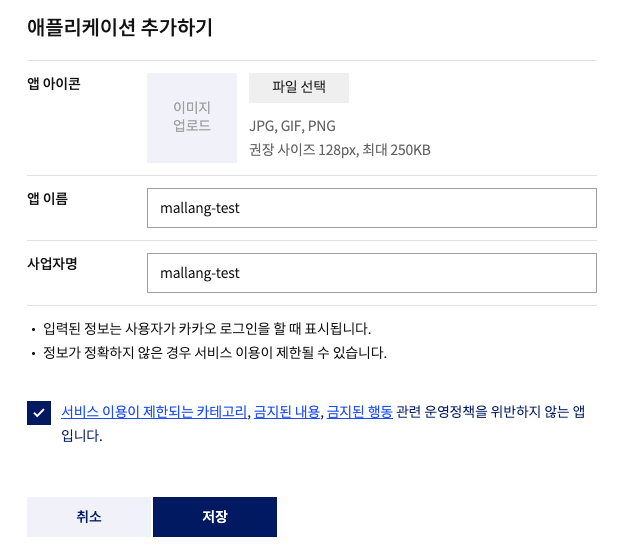 애플리케이션 추가하기
앱 아이콘
이미지
업로드
파일 선택
JPG, GIF, PNG
권장 사이즈 128px, 최대 250KB
앱 이름
mallang-test
사업자명
mallang-test
• 입력된 정보는 사용자가 카카오 로그인을 할 때 표시됩니다.
• 정보가 정확하지 않은 경우 서비스 이용이 제한될 수 있습니다.
서비스 이용이 제한되는 카테고리, 금지된 내용, 금지된 행동 관련 운영정책을 위반하지 않는 앱
입니다.
취소
저장